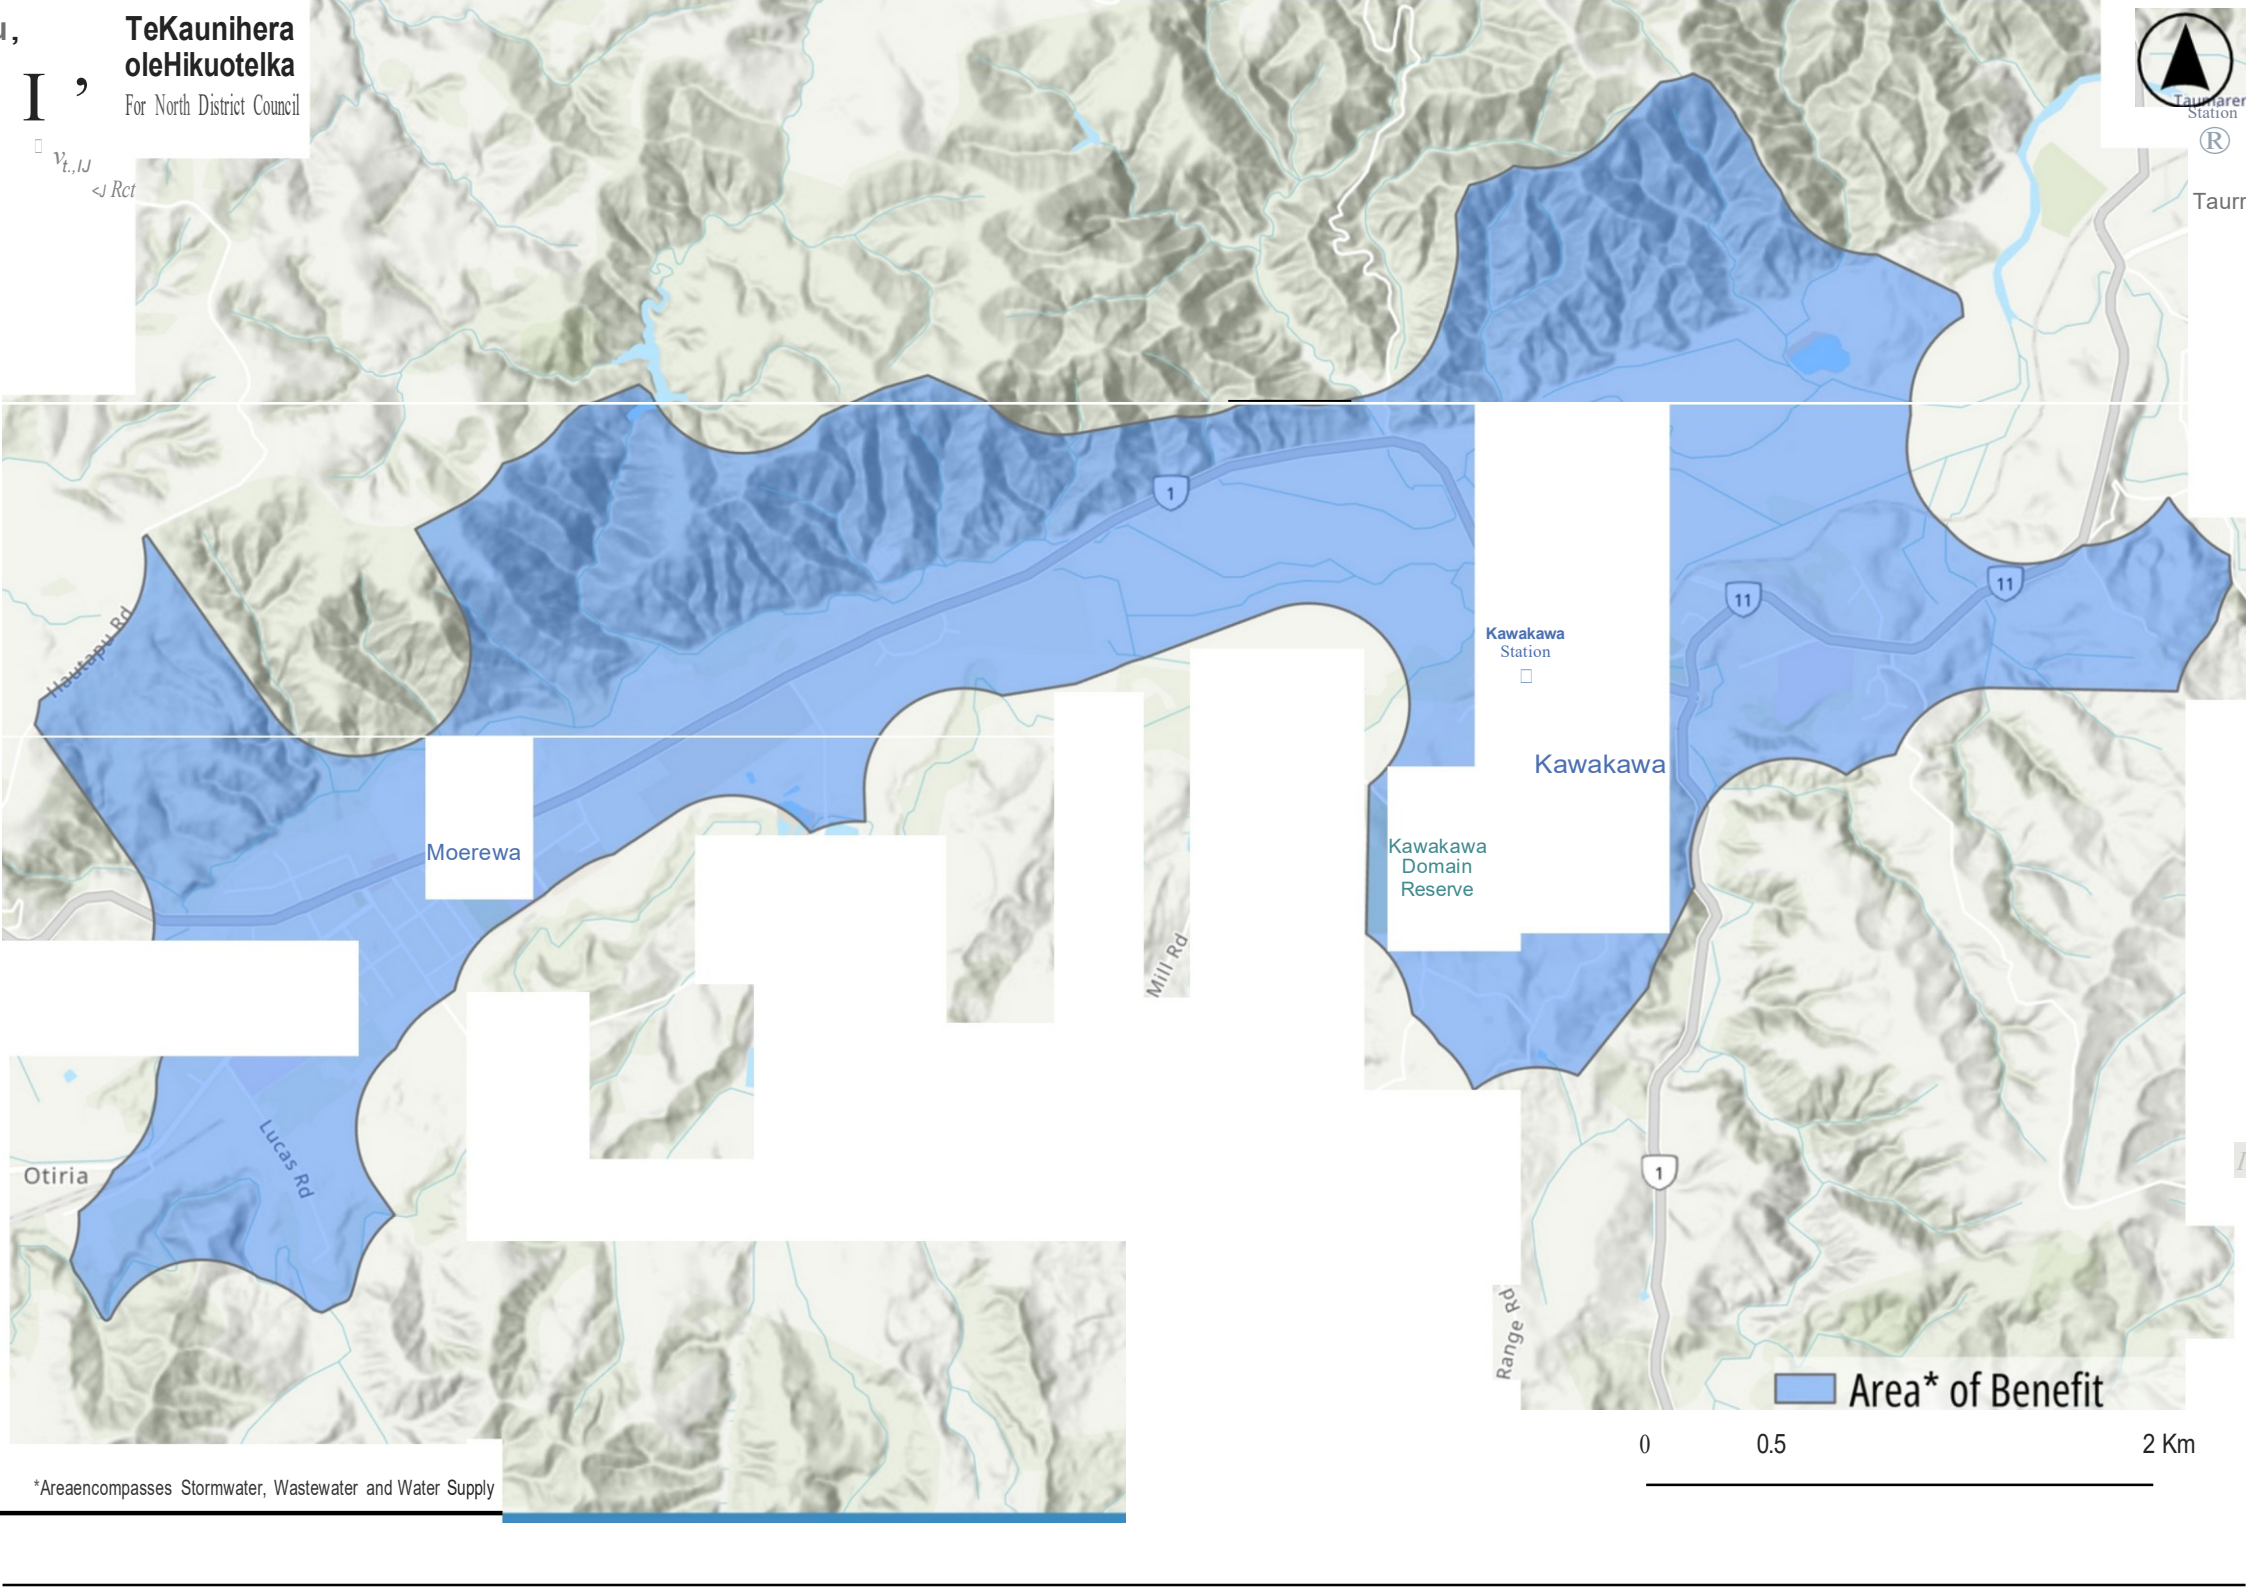 TeKaunihera
oleHikuotelka
For North District Council
I ’
Rct
Taumarer
Station
®
Taurr
1
11
11
Hautapu Rd
Kawakawa
Station
Kawakawa
Moerewa
Kawakawa
Domain
Reserve
Mill Rd
Lucas Rd
Otiria
1
Range Rd
Area* of Benefit
0 0.5 2 Km
*Areaencompasses Stormwater, Wastewater and Water Supply